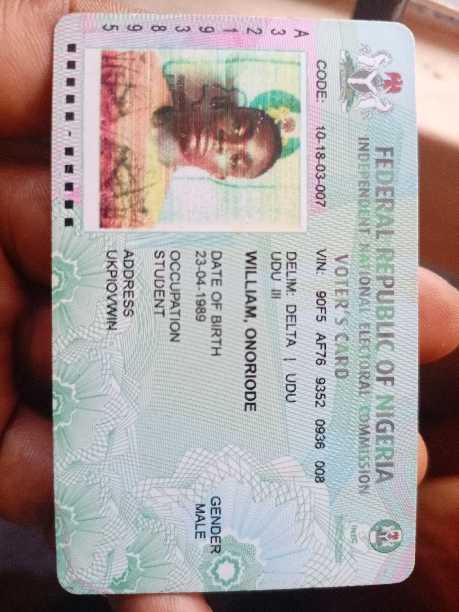 FEDERAL REPUBLIC OF NIGERIA
INDEPENDENT NATIONAL ELECTORAL COMMISSION
VOTER'S CARD
CODE: 10-18-03-007
VIN: 90F5 AF76 9352 0936 008
DELIM: DELTA | UDU
UDU III
WILLIAM, ONORIODE
DATE OF BIRTH
23-04-1989
GENDER
MALE
OCCUPATION
STUDENT
ADDRESS
UKPIOVWIN
A32193895